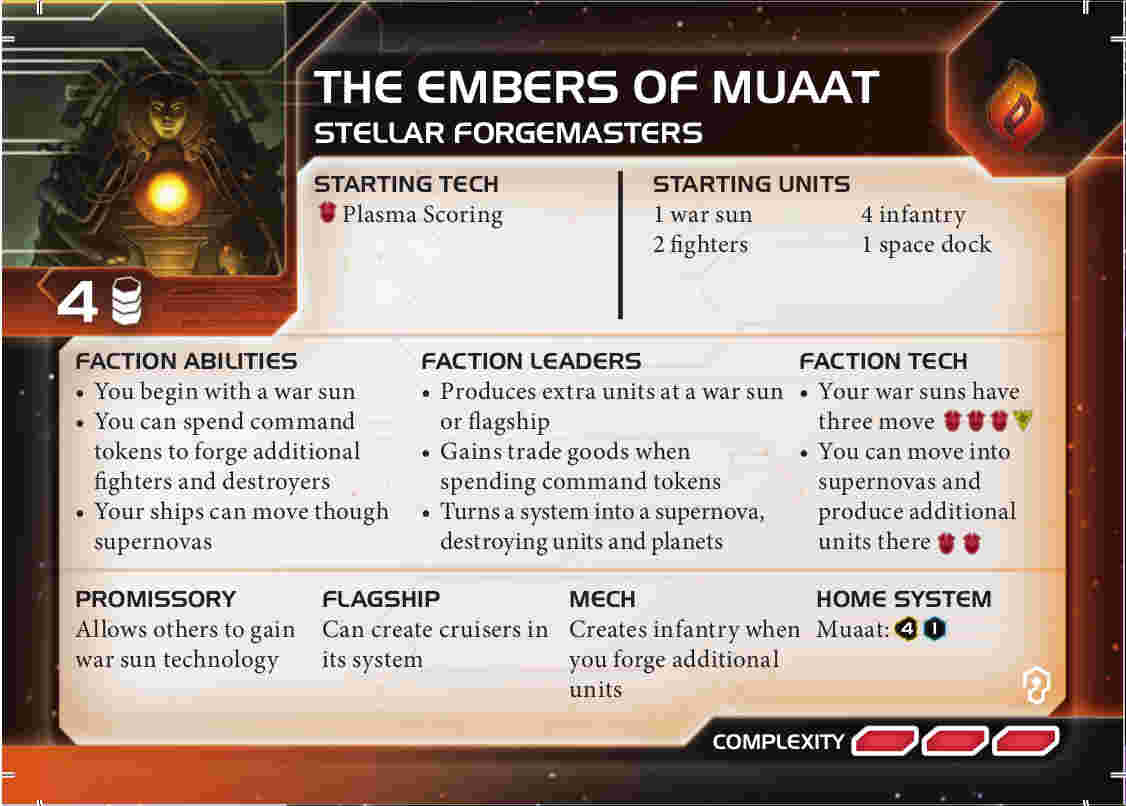 THE EMBERS OF MUAAT
STELLAR FORGEMASTERS
4
STARTING TECH
Plasma Scoring
STARTING UNITS
1 war sun
2 fighters
4 infantry
1 space dock
FACTION ABILITIES
• You begin with a war sun
• You can spend command
tokens to forge additional
fighters and destroyers
• Your ships can move though
supernovas
FACTION LEADERS
• Produces extra units at a war sun
or flagship
• Gains trade goods when
spending command tokens
• Turns a system into a supernova,
destroying units and planets
FACTION TECH
• Your war suns have
three move
• You can move into
supernovas and
produce additional
units there
PROMISSORY
Allows others to gain
war sun technology
FLAGSHIP
Can create cruisers in
its system
MECH
Creates infantry when
you forge additional
units
HOME SYSTEM
Muaat: 4 1
COMPLEXITY